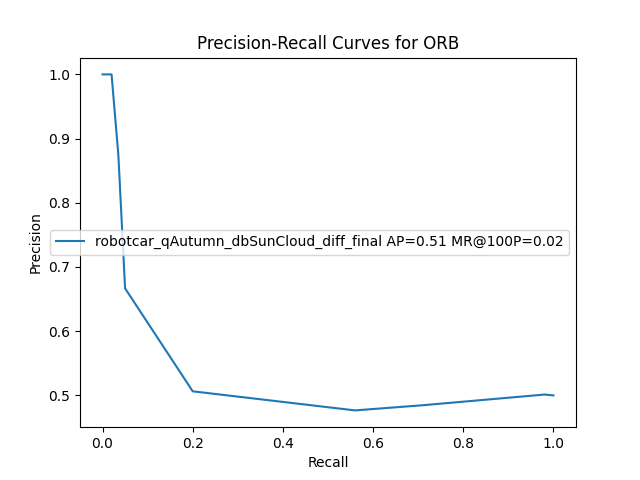 Precision-Recall Curves for ORB
1.0
0.9
0.8
0.7
0.6
0.5
Precision
robotcar_qAutumn_dbSunCloud_diff_final AP=0.51 MR@100P=0.02
0.0 0.2 0.4 0.6 0.8 1.0
Recall